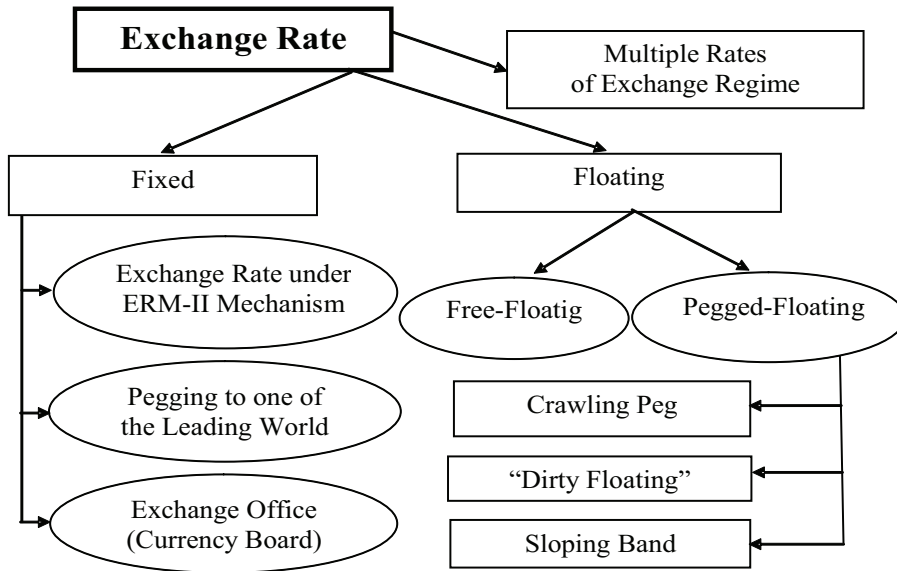 Exchange Rate
Multiple Rates
of Exchange Regime
Fixed
Floating
Exchange Rate under
ERM-II Mechanism
Free-Floatig
Pegged-Floating
Pegging to one of
the Leading World
Crawling Peg
“Dirty Floating”
Exchange Office
(Currency Board)
Sloping Band